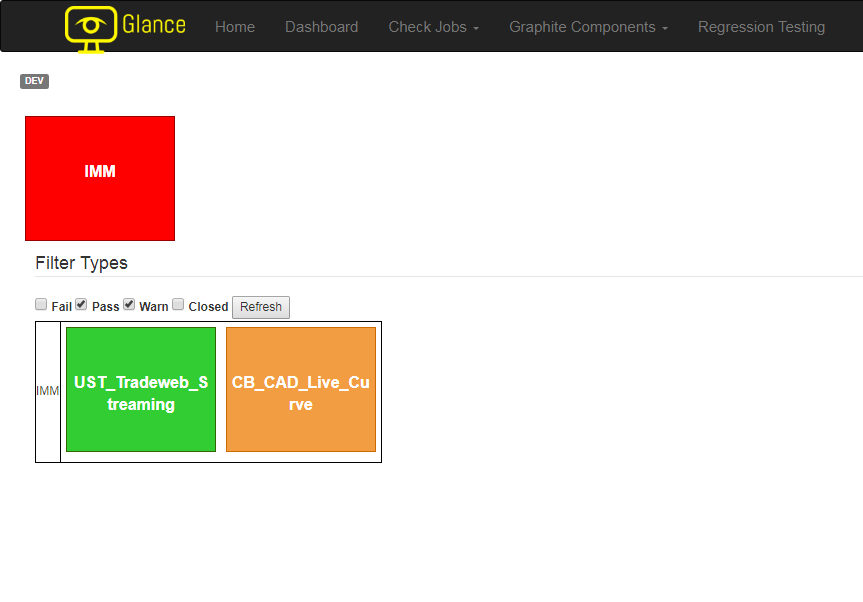 Glance Home Dashboard Check Jobs Graphite Components Regression Testing
DEV
IMM
Filter Types
Fail Pass Warn Closed Refresh
IMM
UST_Tradeweb_S
treaming
CB_CAD_Live_Cu
rve